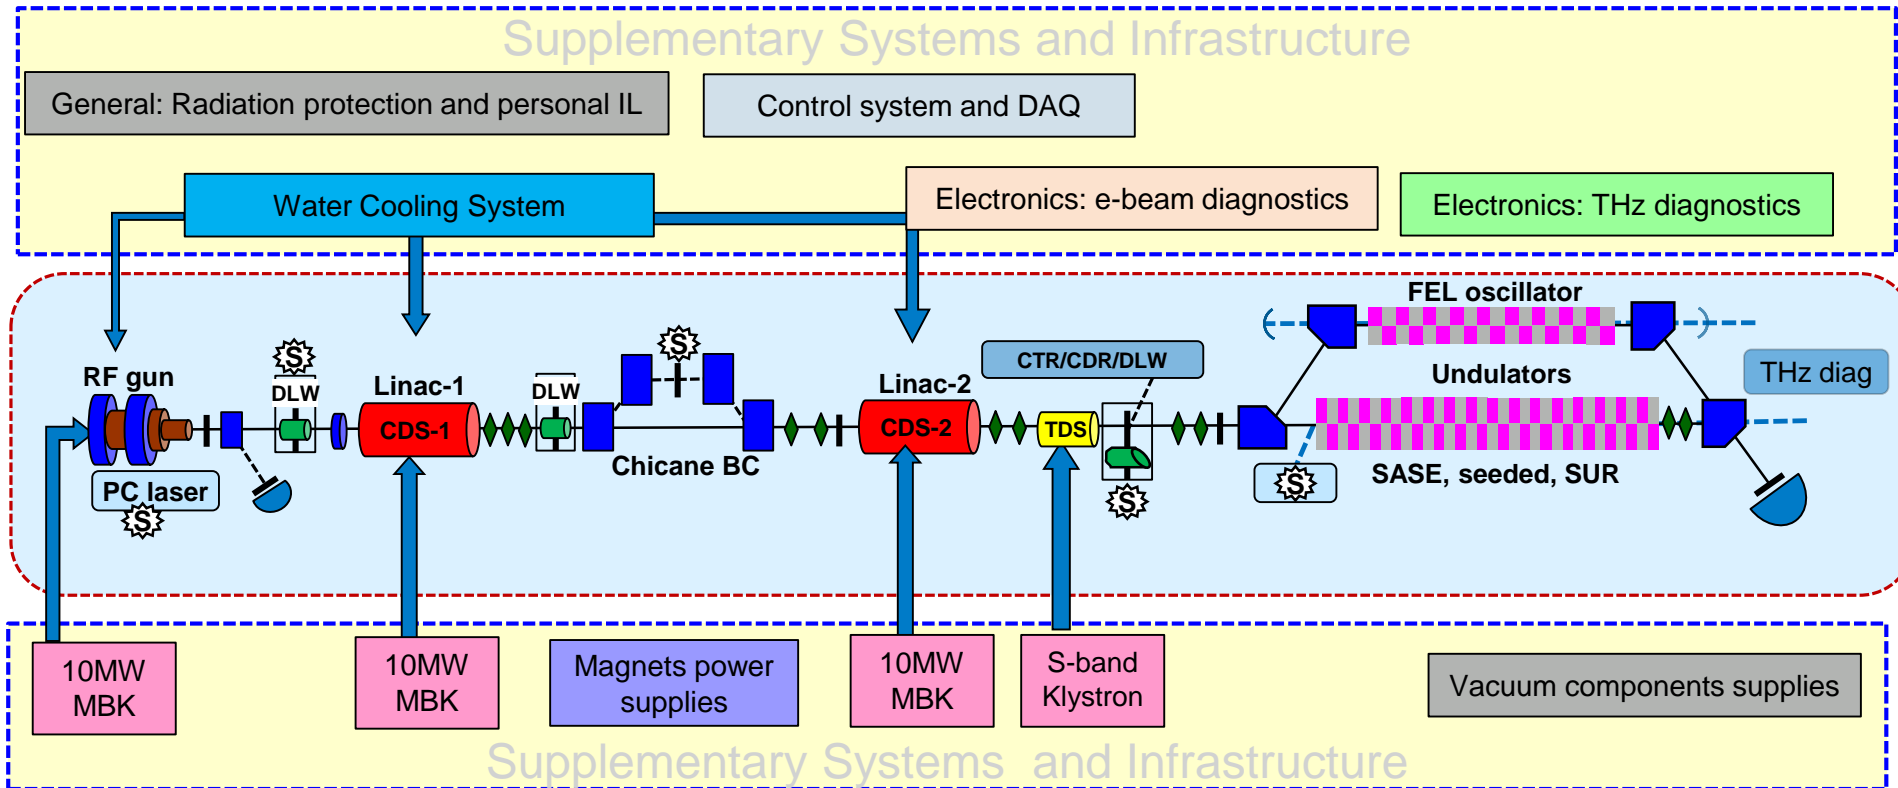 Supplementary Systems and Infrastructure
General: Radiation protection and personal IL
Control system and DAQ
Water Cooling System
Electronics: e-beam diagnostics
Electronics: THz diagnostics
FEL oscillator
S
S
CTR/CDR/DLW
RF gun
DLW
Linac-1
DLW
Linac-2
Undulators
THz diag
CDS-1
CDS-2
TDS
Chicane BC
PC laser
S
S
S
SASE, seeded, SUR
10MW
MBK
10MW
MBK
Magnets power
supplies
10MW
MBK
S-band
Klystron
Vacuum components supplies
Supplementary Systems and Infrastructure